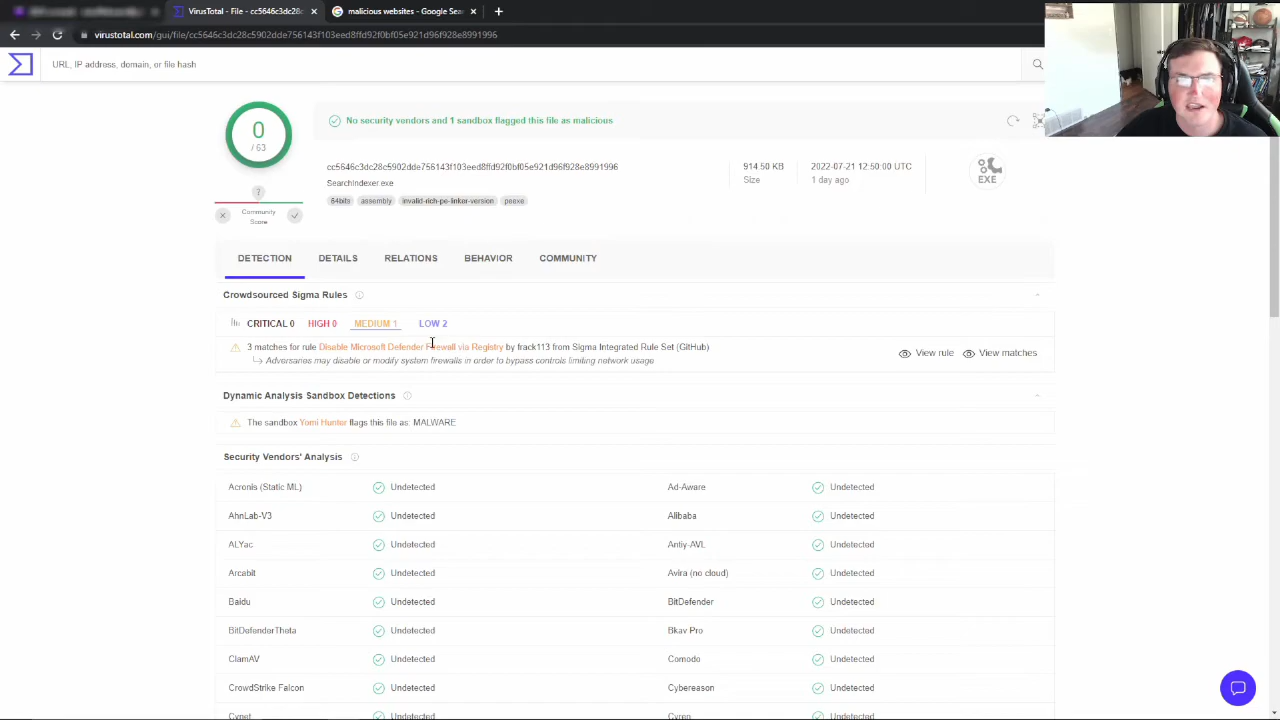 VirusTotal - File - cc5646c3dc28c
malicious websites - Google Sea
virustotal.com/gui/file/cc5646c3dc28c5902dde756143f103eed8ffd92f0bf05e921d96f928e8991996
URL, IP address, domain, or file hash
0
/ 63
No security vendors and 1 sandbox flagged this file as malicious
cc5646c3dc28c5902dde756143f103eed8ffd92f0bf05e921d96f928e8991996
SearchIndexer.exe
64bits assembly invalid-rich-pe-linker-version peexe
914.50 KB
Size
2022-07-21 12:50:00 UTC
1 day ago
EXE
?
Community
Score
DETECTION DETAILS RELATIONS BEHAVIOR COMMUNITY
Crowdsourced Sigma Rules
CRITICAL 0 HIGH 0 MEDIUM 1 LOW 2
3 matches for rule Disable Microsoft Defender Firewall via Registry by frack113 from Sigma Integrated Rule Set (GitHub)
Adversaries may disable or modify system firewalls in order to bypass controls limiting network usage
View rule View matches
Dynamic Analysis Sandbox Detections
The sandbox Yomi Hunter flags this file as: MALWARE
Security Vendors' Analysis
Acronis (Static ML) Undetected Ad-Aware Undetected
AhnLab-V3 Undetected Alibaba Undetected
ALYac Undetected Antiy-AVL Undetected
Arcabit Undetected Avira (no cloud) Undetected
Baidu Undetected BitDefender Undetected
BitDefenderTheta Undetected Bkav Pro Undetected
ClamAV Undetected Comodo Undetected
CrowdStrike Falcon Undetected Cybereason Undetected
Cynet Undetected Cyren Undetected